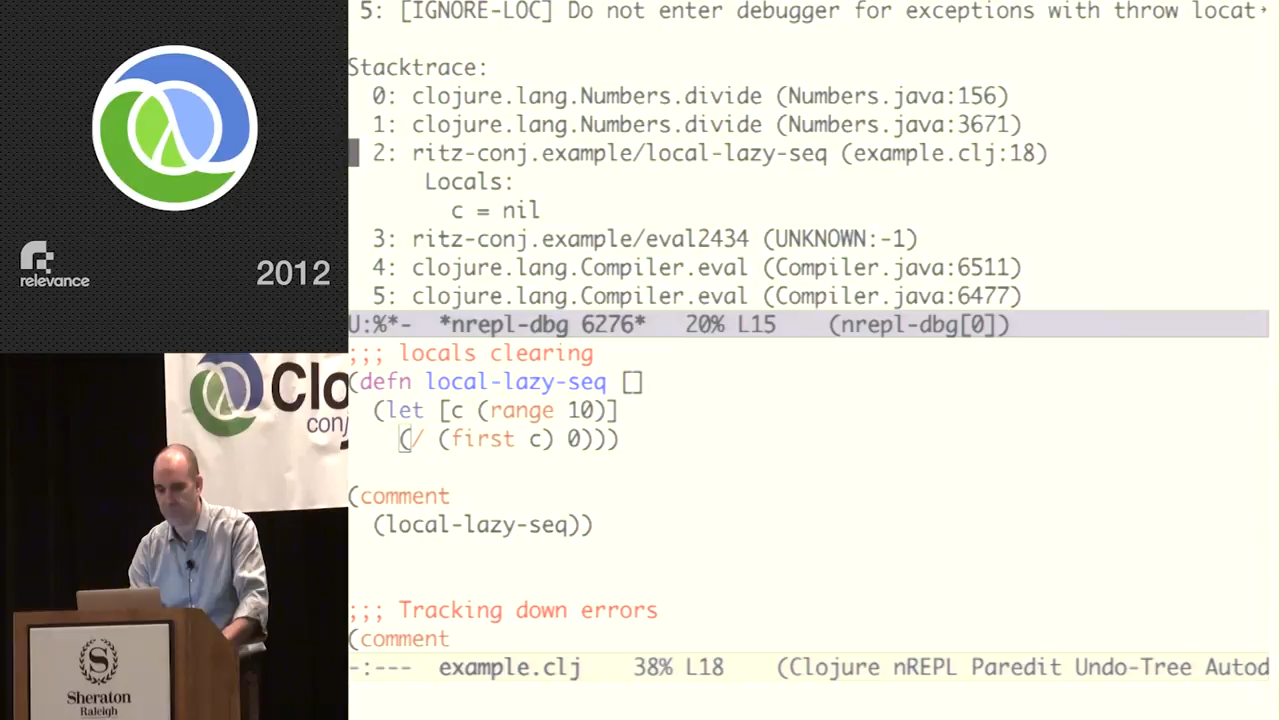 5: [IGNORE-LOC] Do not enter debugger for exceptions with throw locat
Stacktrace:
0: clojure.lang.Numbers.divide (Numbers.java:156)
1: clojure.lang.Numbers.divide (Numbers.java:3671)
2: ritz-conj.example/local-lazy-seq (example.clj:18)
Locals:
c = nil
3: ritz-conj.example/eval2434 (UNKNOWN:-1)
4: clojure.lang.Compiler.eval (Compiler.java:6511)
5: clojure.lang.Compiler.eval (Compiler.java:6477)
U:%*-  *nrepl-dbg 6276*   20% L15    (nrepl-dbg[0])
;;; locals clearing
(defn local-lazy-seq []
(let [c (range 10)]
(/ (first c) 0)))
(comment
(local-lazy-seq))
;;; Tracking down errors
(comment
-:---  example.clj    38% L18    (Clojure nREPL Paredit Undo-Tree Autod
relevance
2012
Clo
conj
S
Sheraton
Raleigh